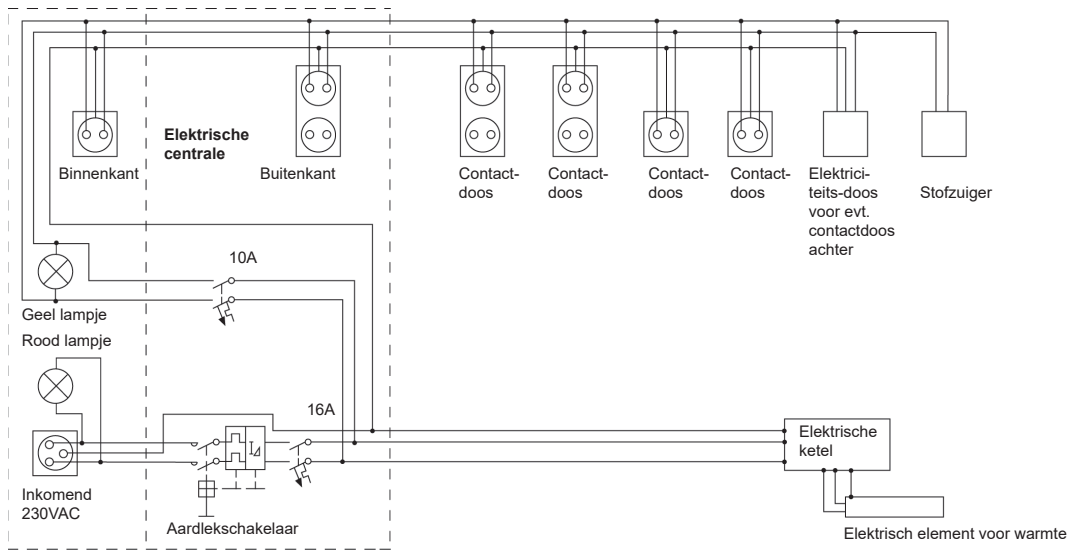 Elektrische
centrale
Binnenkant
Buitenkant
Contact-
doos
Contact-
doos
Contact-
doos
Contact-
doos
Elektrici-
teits-doos
voor evt.
contactdoos
achter
Stofzuiger
10A
Geel lampje
Rood lampje
16A
I⊿
Elektrische
ketel
Inkomend
230VAC
Aardlekschakelaar
Elektrisch element voor warmte